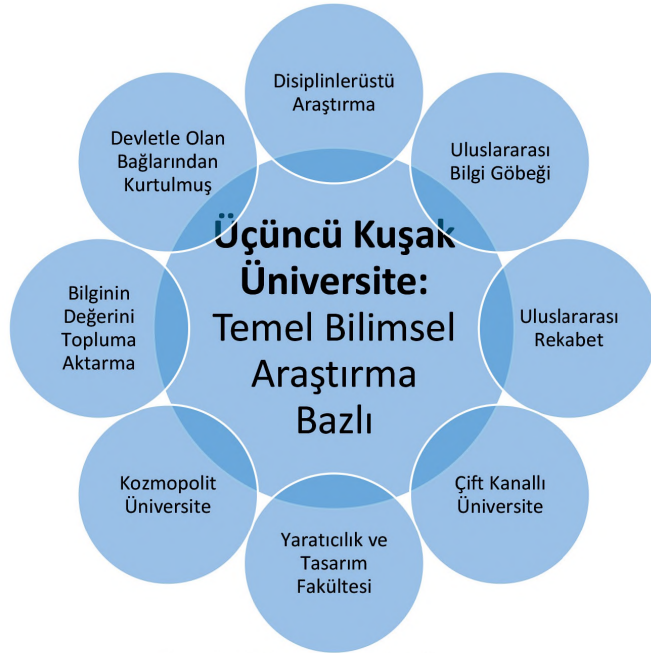 Disiplinlerüstü
Araştırma
Uluslararası
Bilgi Göbeği
Uluslararası
Rekabet
Çift Kanallı
Üniversite
Yaratıcılık ve
Tasarım
Fakültesi
Kozmopolit
Üniversite
Bilginin
Değerini
Topluma
Aktarma
Devletle Olan
Bağlarından
Kurtulmuş
Üçüncü Kuşak
Üniversite:
Temel Bilimsel
Araştırma
Bazlı